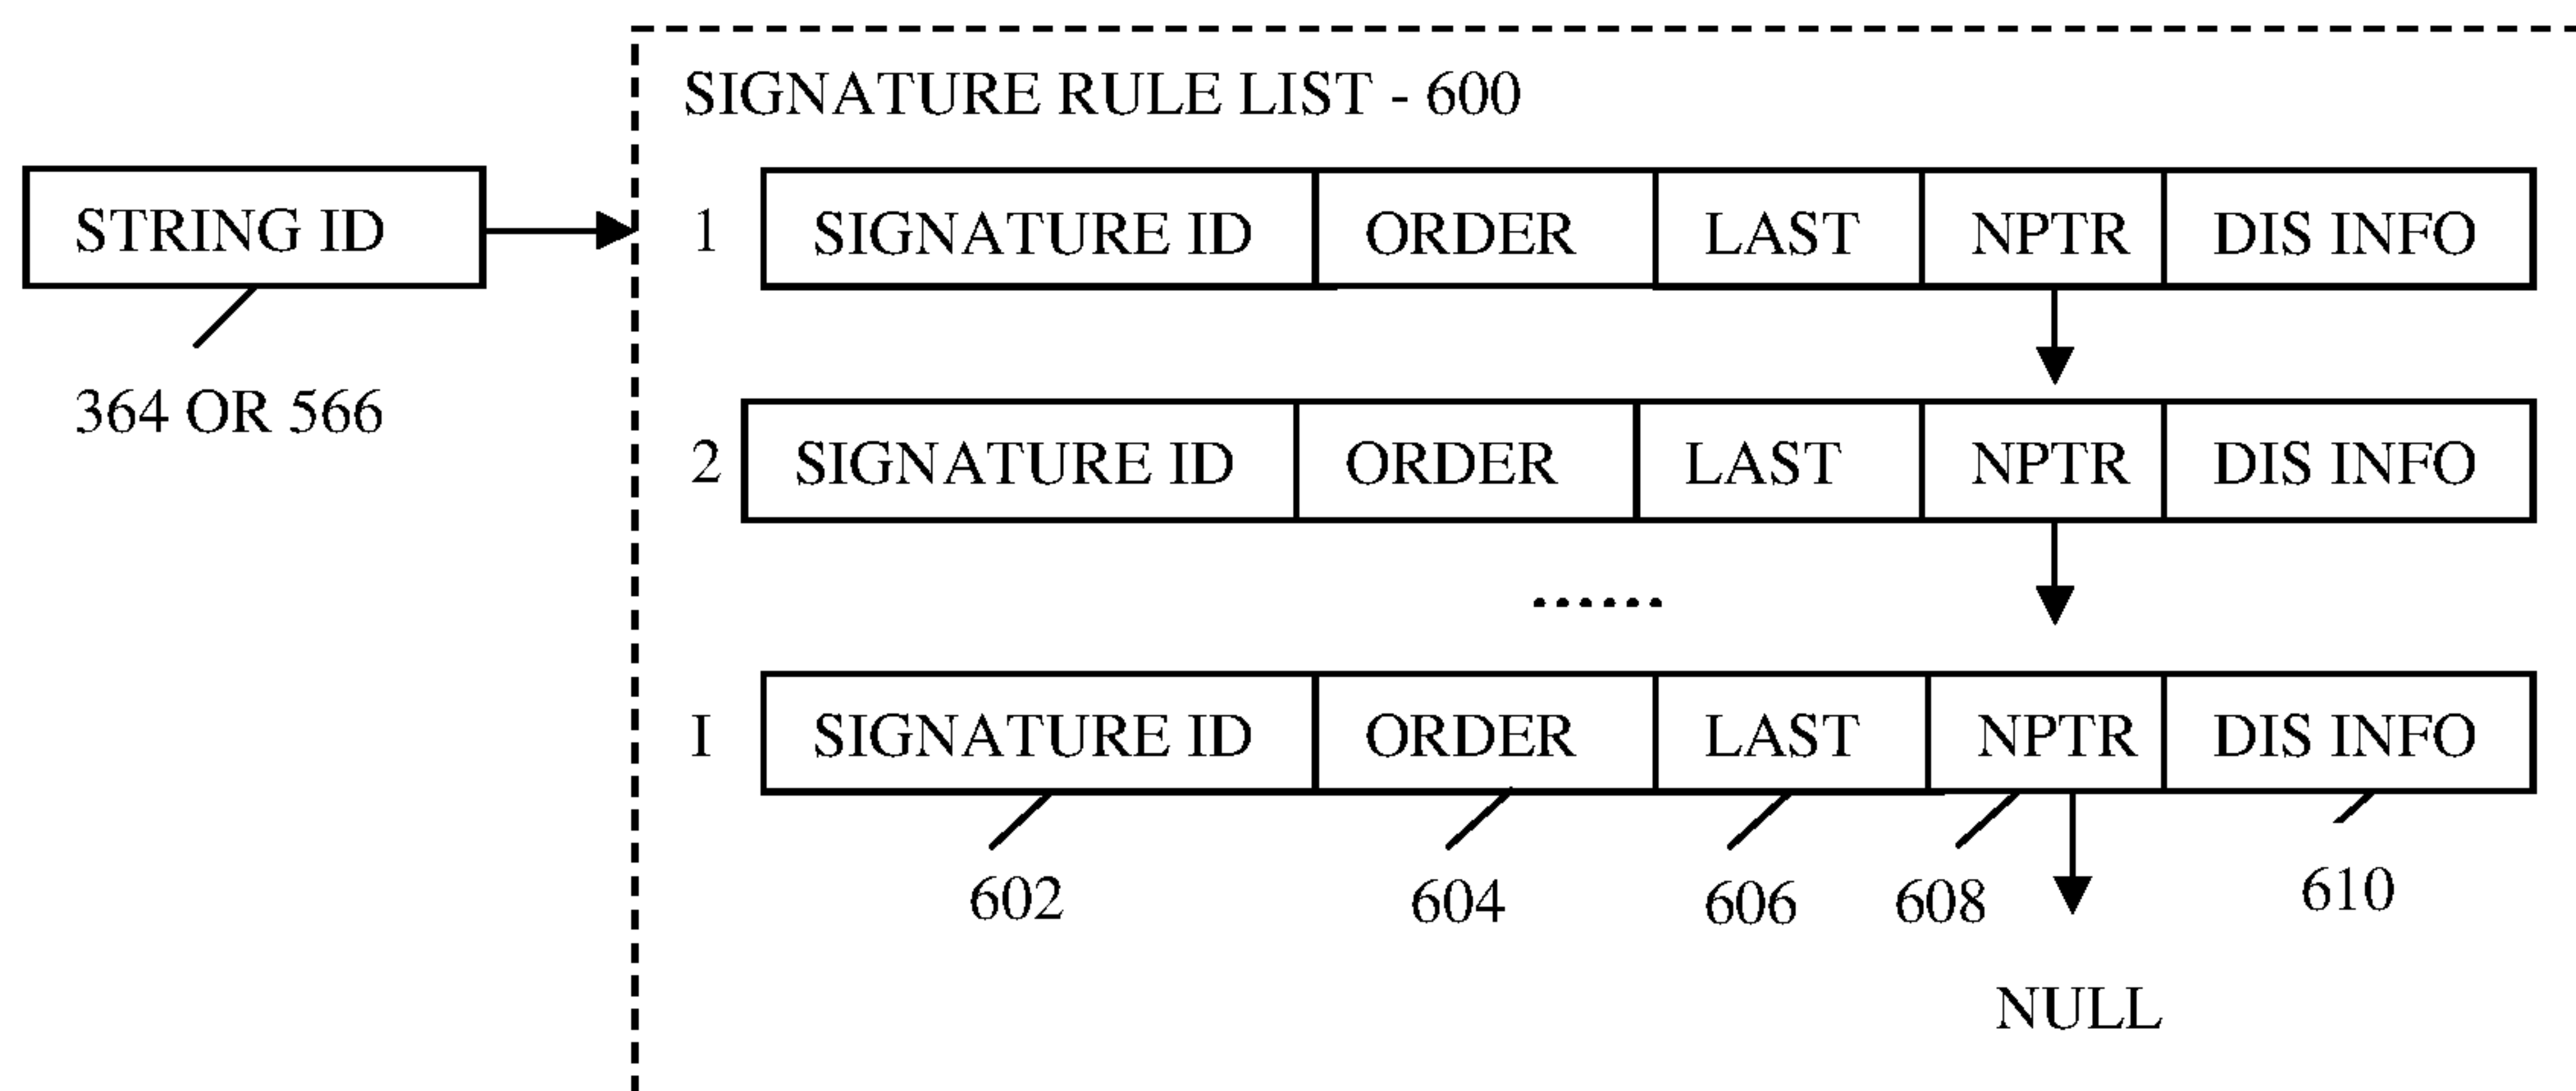 SIGNATURE RULE LIST - 600
STRING ID
1 SIGNATURE ID ORDER LAST NPTR DIS INFO
364 OR 566
2 SIGNATURE ID ORDER LAST NPTR DIS INFO
......
I SIGNATURE ID ORDER LAST NPTR DIS INFO
602 604 606 608 610
NULL